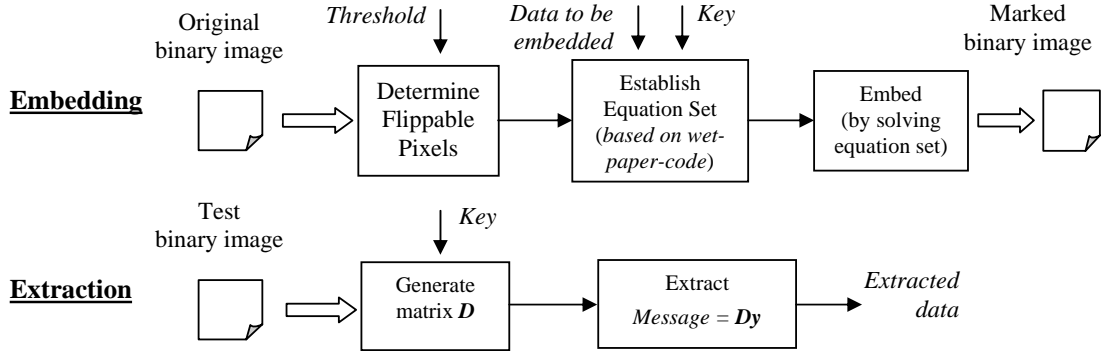 Original
binary image
Threshold
Data to be
embedded
Key
Marked
binary image
Embedding
Determine
Flippable
Pixels
Establish
Equation Set
(based on wet-
paper-code)
Embed
(by solving
equation set)
Test
binary image
Key
Extraction
Generate
matrix D
Extract
Message = Dy
Extracted
data